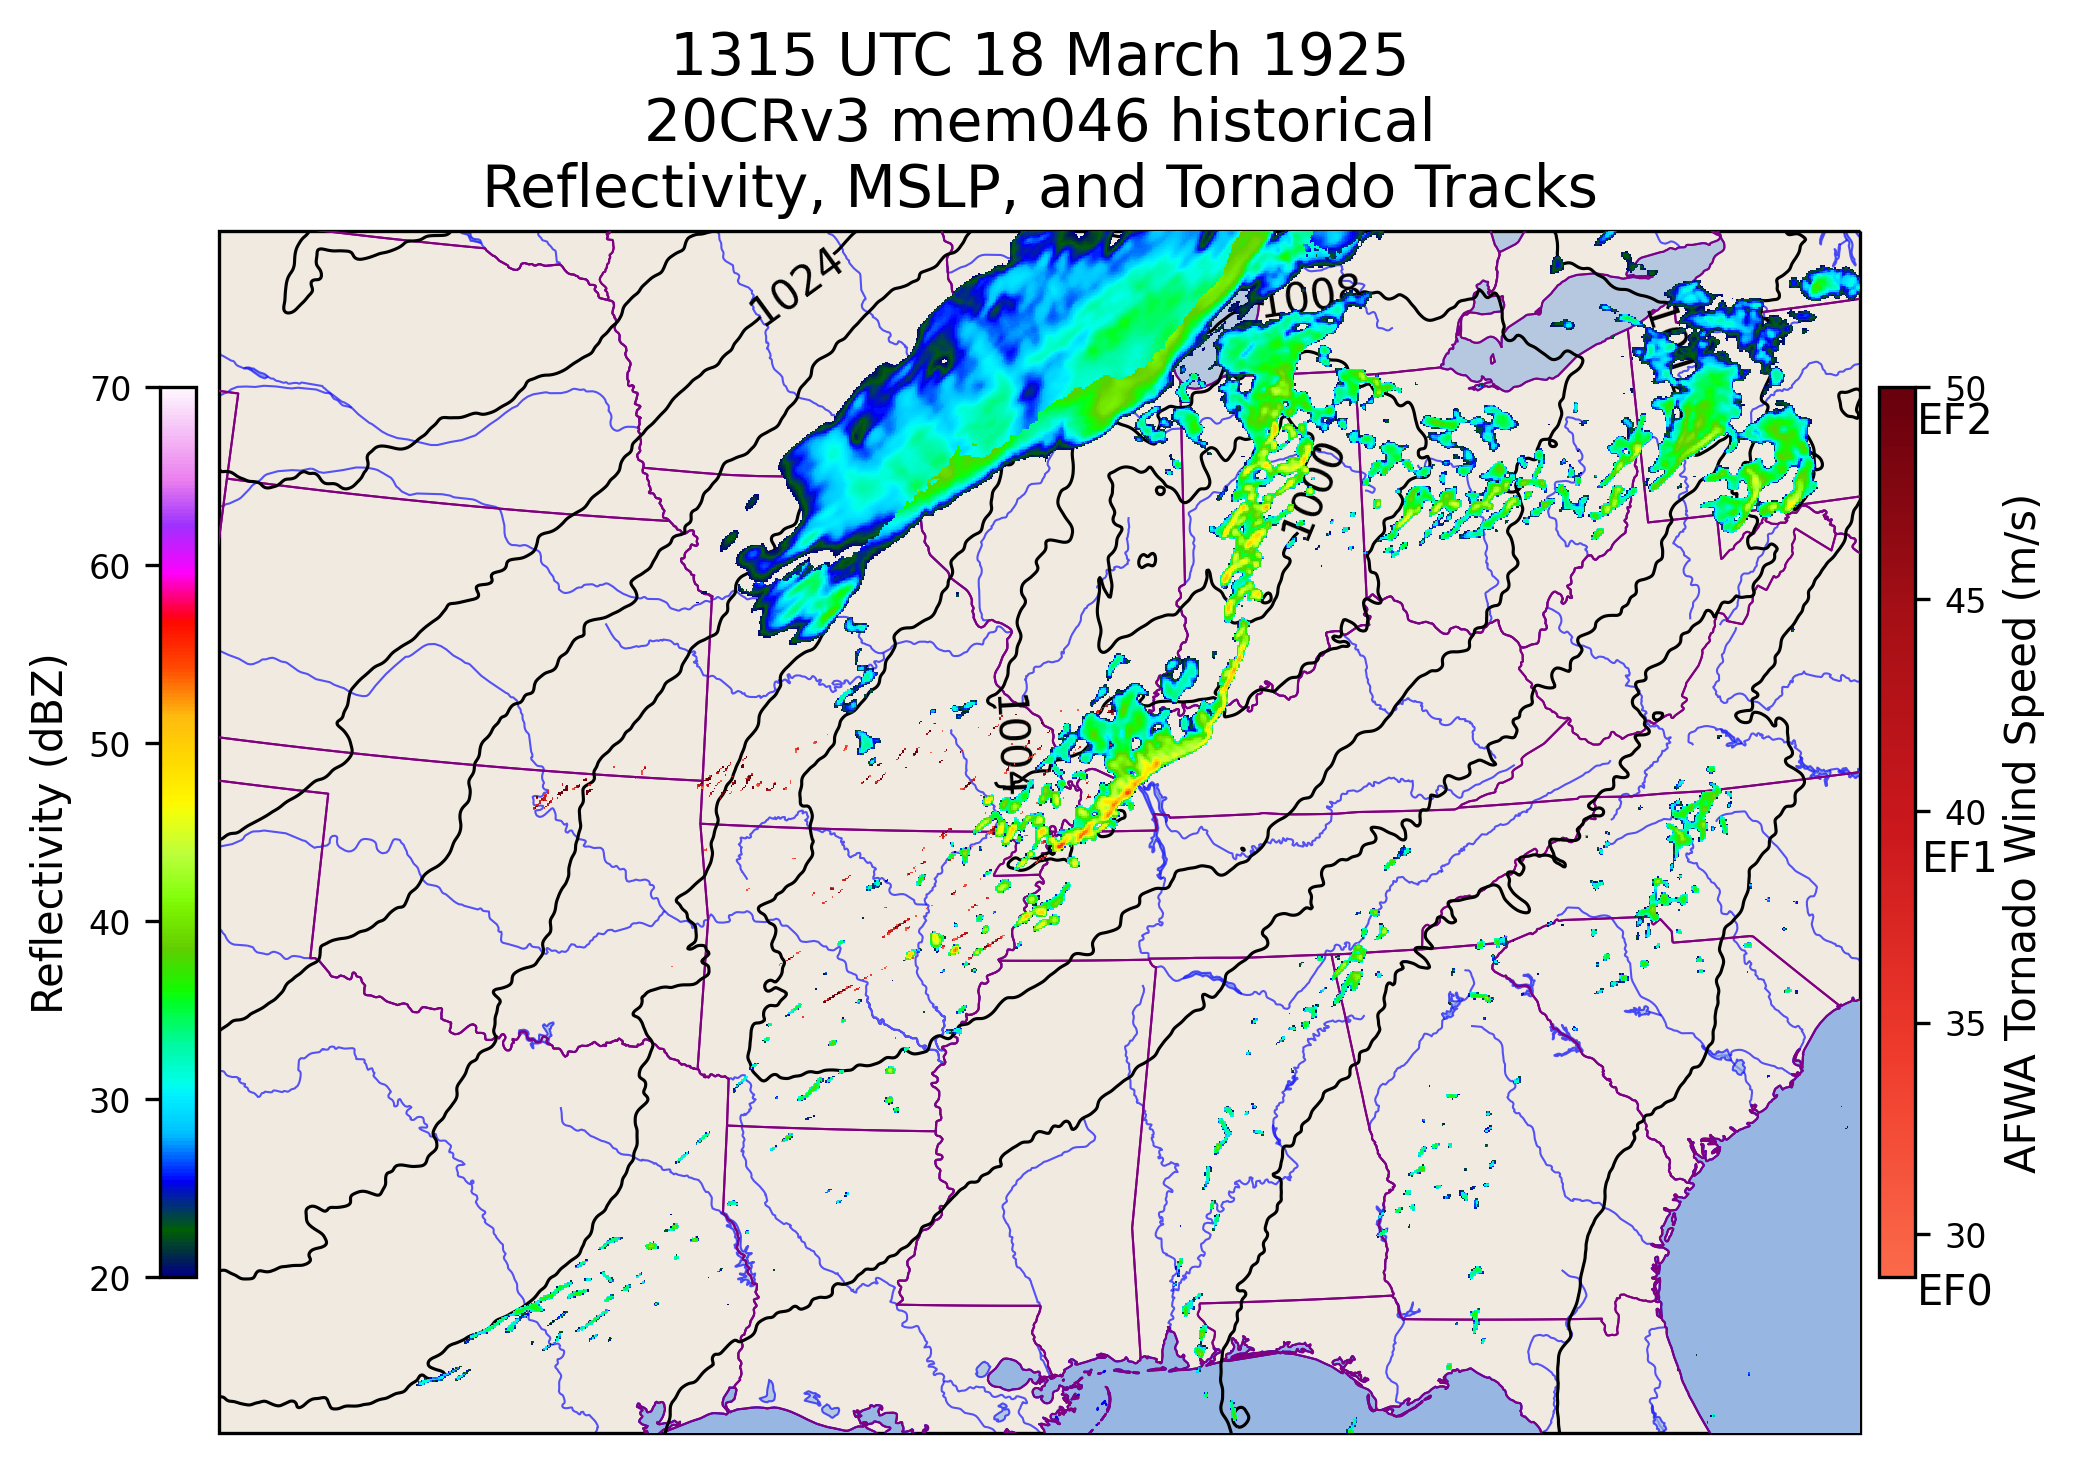 1315 UTC 18 March 1925
20CRv3 mem046 historical
Reflectivity, MSLP, and Tornado Tracks
1024
1008
1000
1004
70
60
50
40
30
20
Reflectivity (dBZ)
50
EF2
45
40
EF1
35
30
EF0
AFWA Tornado Wind Speed (m/s)